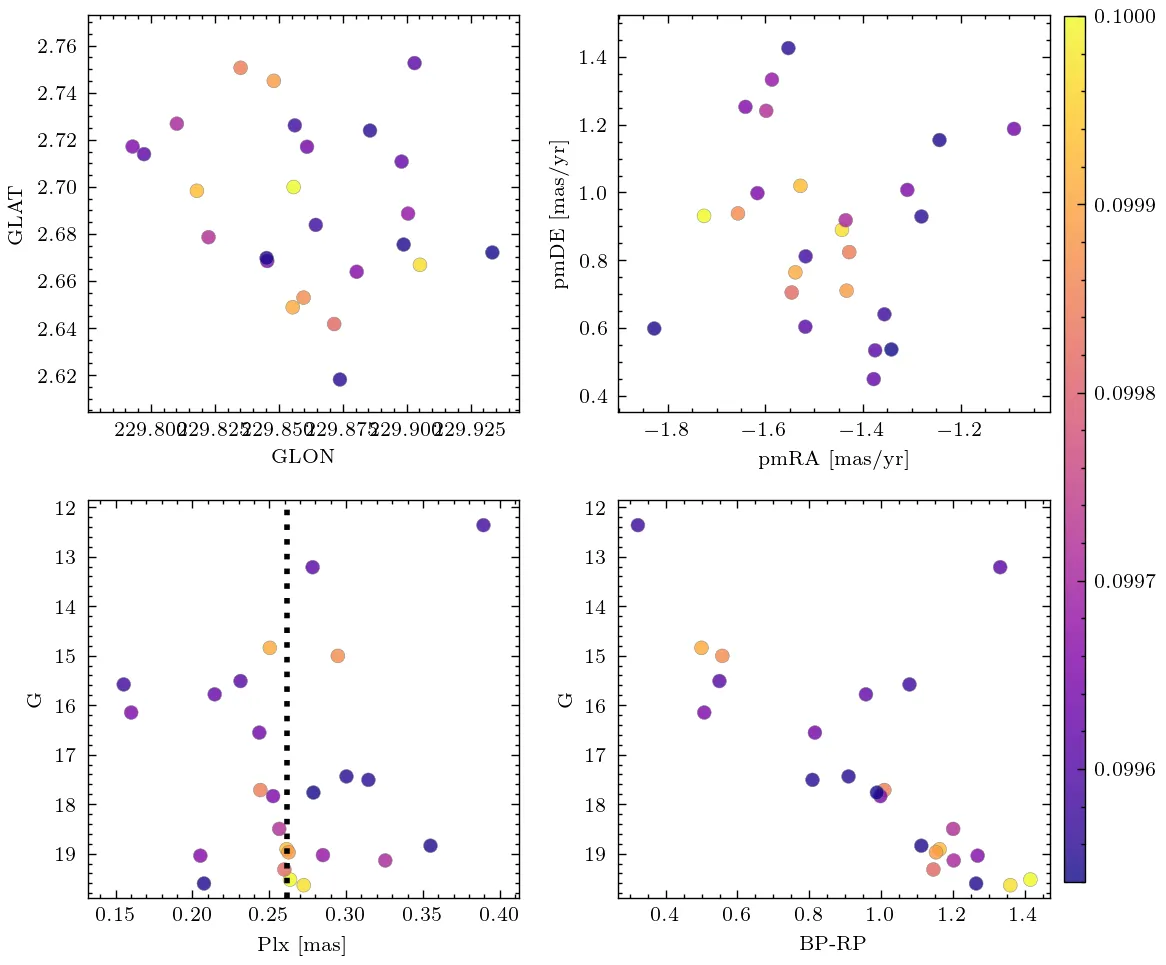 2.76
2.74
2.72
2.70
2.68
2.66
2.64
2.62
GLAT
229.800 229.825 229.850 229.875 229.900 229.925
GLON
1.4
1.2
1.0
0.8
0.6
0.4
pmDE [mas/yr]
−1.8 −1.6 −1.4 −1.2
pmRA [mas/yr]
0.1000
0.0999
0.0998
0.0997
0.0996
12
13
14
15
16
17
18
19
G
0.15 0.20 0.25 0.30 0.35 0.40
Plx [mas]
12
13
14
15
16
17
18
19
G
0.4 0.6 0.8 1.0 1.2 1.4
BP-RP